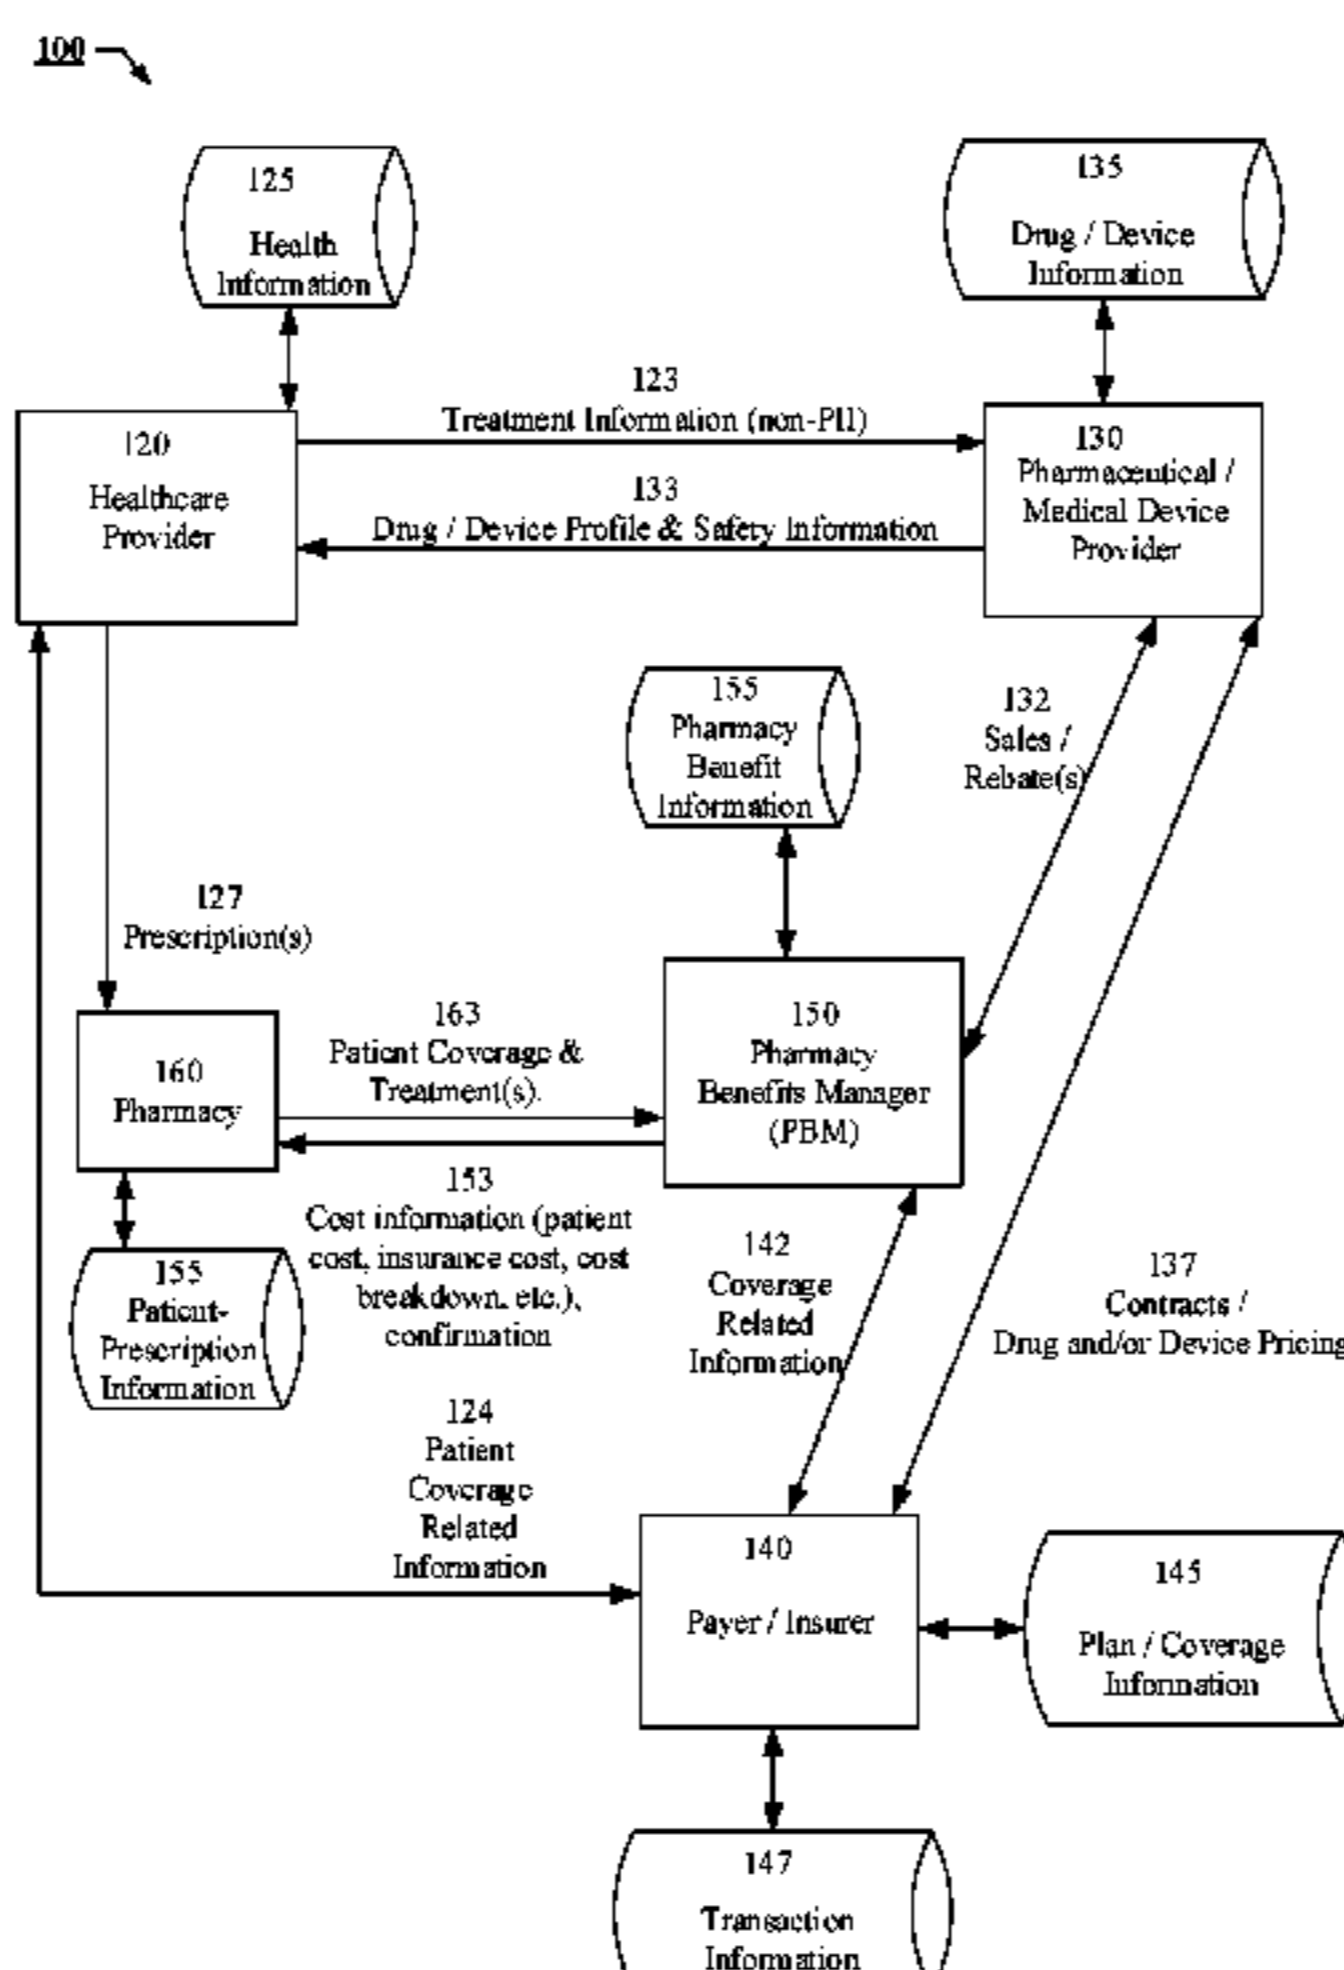 100
125
Health
Information
135
Drug / Device
Information
123
Treatment Information (non-PII)
120
Healthcare
Provider
130
Pharmaceutical /
Medical Device
Provider
133
Drug / Device Profile & Safety Information
155
Pharmacy
Benefit
Information
132
Sales /
Rebate(s)
127
Prescription(s)
160
Pharmacy
163
Patient Coverage &
Treatment(s).
150
Pharmacy
Benefits Manager
(PBM)
153
Cost information (patient
cost, insurance cost, cost
breakdown, etc.),
confirmation
155
Patient-
Prescription
Information
142
Coverage
Related
Information
137
Contracts /
Drug and/or Device Pricing
124
Patient
Coverage
Related
Information
140
Payer / Insurer
145
Plan / Coverage
Information
147
Transaction
Information